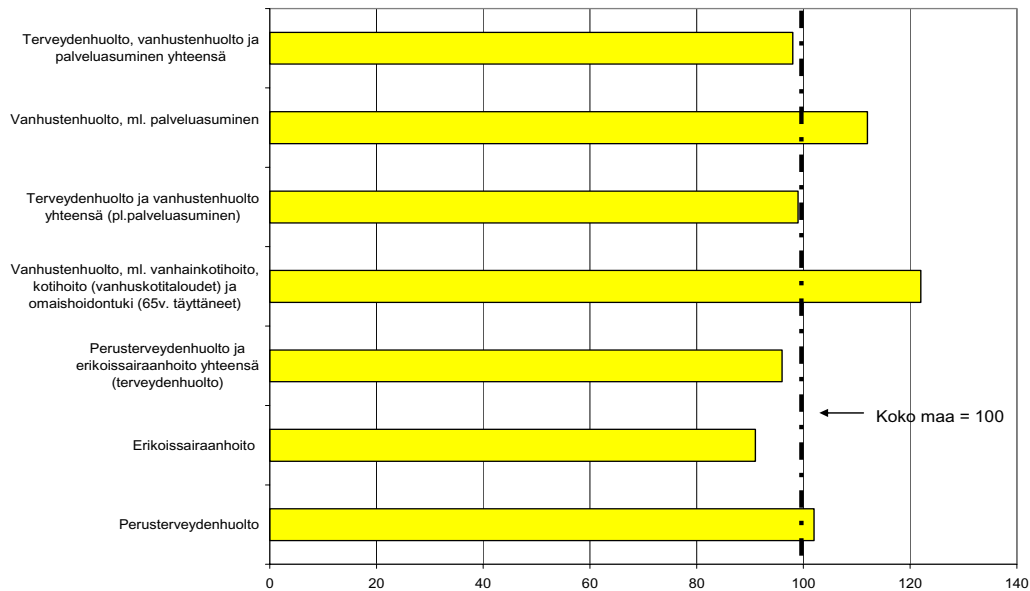 Terveydenhuolto, vanhustenhuolto ja
palveluasuminen yhteensä
Vanhustenhuolto, ml. palveluasuminen
Terveydenhuolto ja vanhustenhuolto
yhteensä (pl.palveluasuminen)
Vanhustenhuolto, ml. vanhainkotihoito,
kotihoito (vanhuskotitaloudet) ja
omaishoidontuki (65v. täyttäneet)
Perusterveydenhuolto ja
erikoissairaanhoito yhteensä
(terveydenhuolto)
Koko maa = 100
Erikoissairaanhoito
Perusterveydenhuolto
0 20 40 60 80 100 120 140